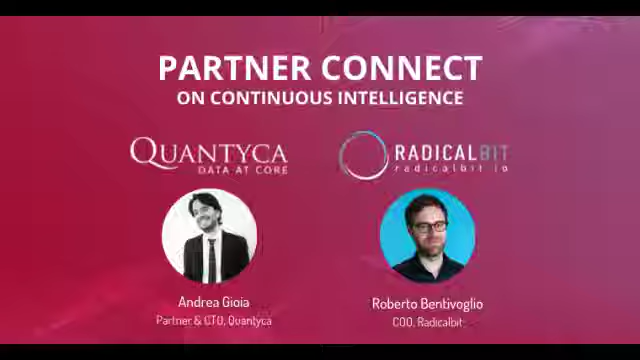 PARTNER CONNECT
ON CONTINUOUS INTELLIGENCE
QUANTYCA
DATA AT CORE
RADICALBIT
radicalbit.io
Andrea Gioia
Partner & CTO, Quantyca
Roberto Bentivoglio
COO, Radicalbit